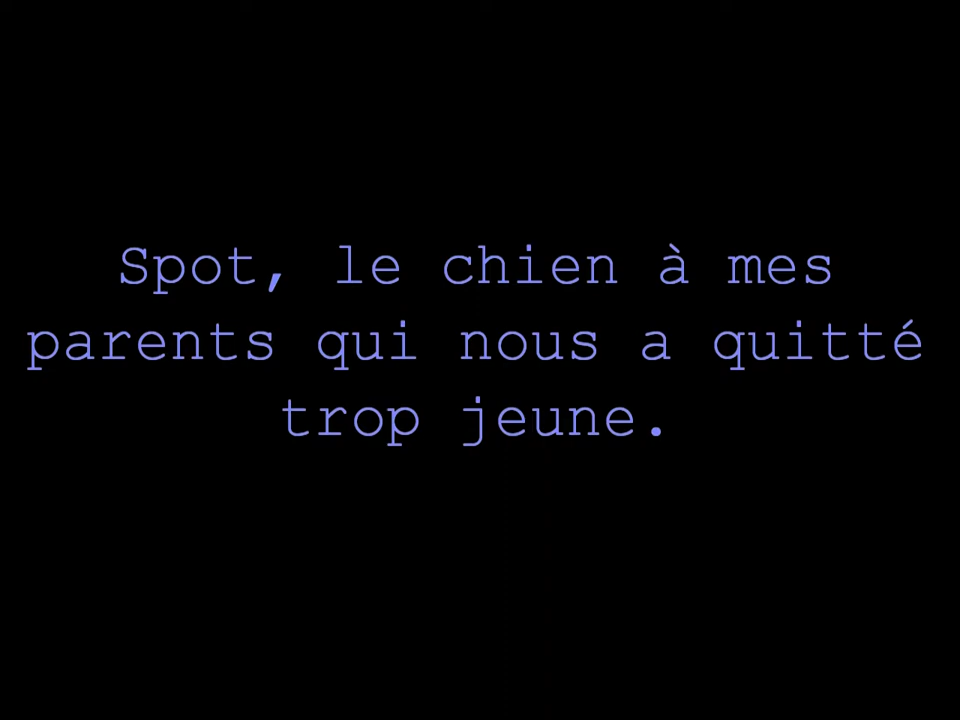 Spot, le chien à mes
parents qui nous a quitté
trop jeune.